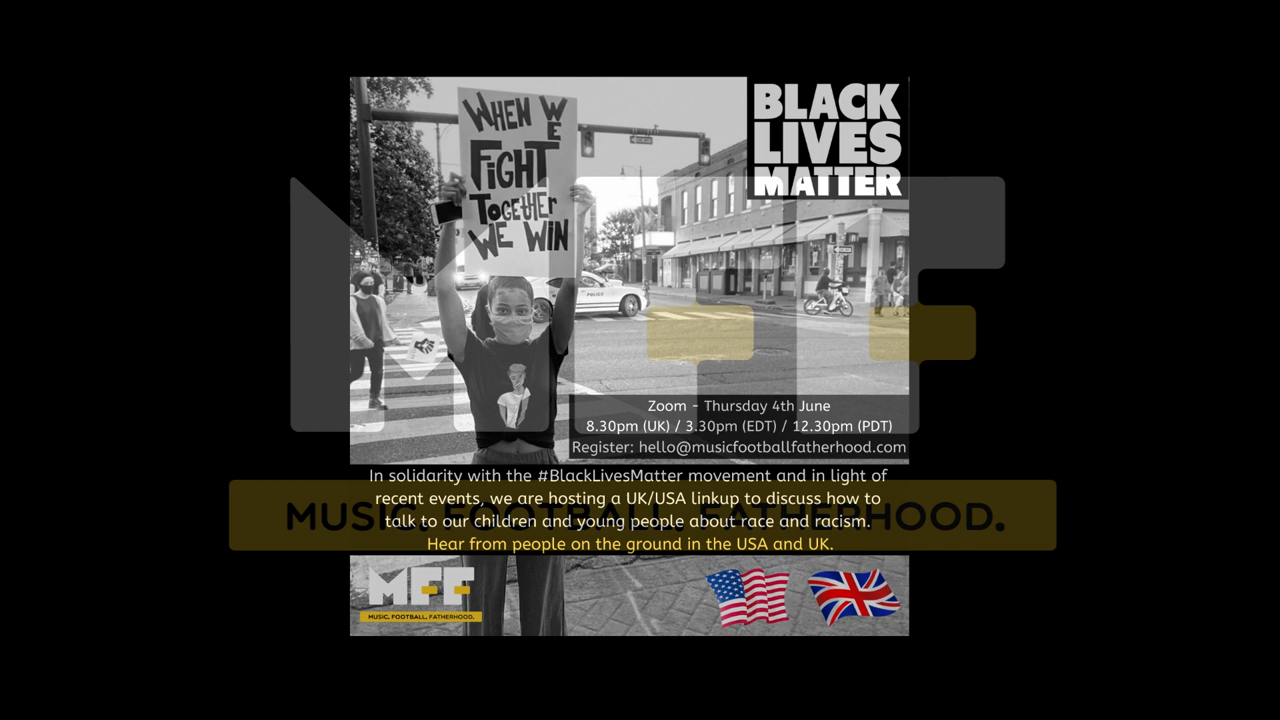 WHEN WE
FIGHT
TOGETHER
WE WIN
BLACK
LIVES
MATTER
POLICE
Zoom - Thursday 4th June
8.30pm (UK) / 3.30pm (EDT) / 12.30pm (PDT)
Register: hello@musicfootballfatherhood.com
In solidarity with the #BlackLivesMatter movement and in light of
recent events, we are hosting a UK/USA linkup to discuss how to
talk to our children and young people about race and racism.
Hear from people on the ground in the USA and UK.
MUSIC. FOOTBALL. FATHERHOOD.
MFF
MUSIC. FOOTBALL. FATHERHOOD.